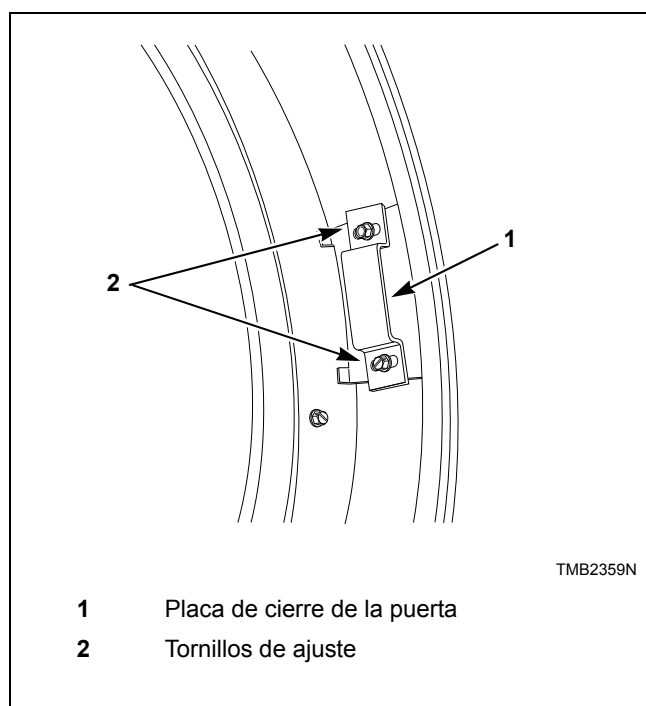 1
2
TMB2359N
1 Placa de cierre de la puerta
2 Tornillos de ajuste